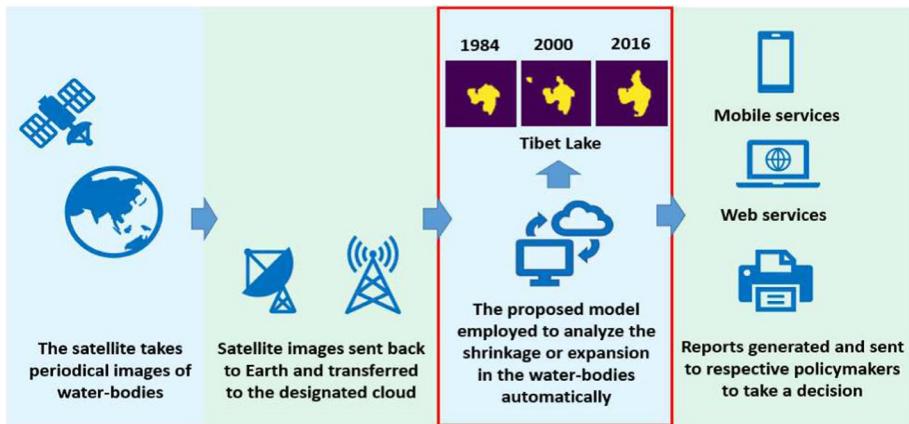 The satellite takes
periodical images of
water-bodies
Satellite images sent back
to Earth and transferred
to the designated cloud
1984 2000 2016
Tibet Lake
The proposed model
employed to analyze the
shrinkage or expansion
in the water-bodies
automatically
Mobile services
Web services
Reports generated and sent
to respective policymakers
to take a decision